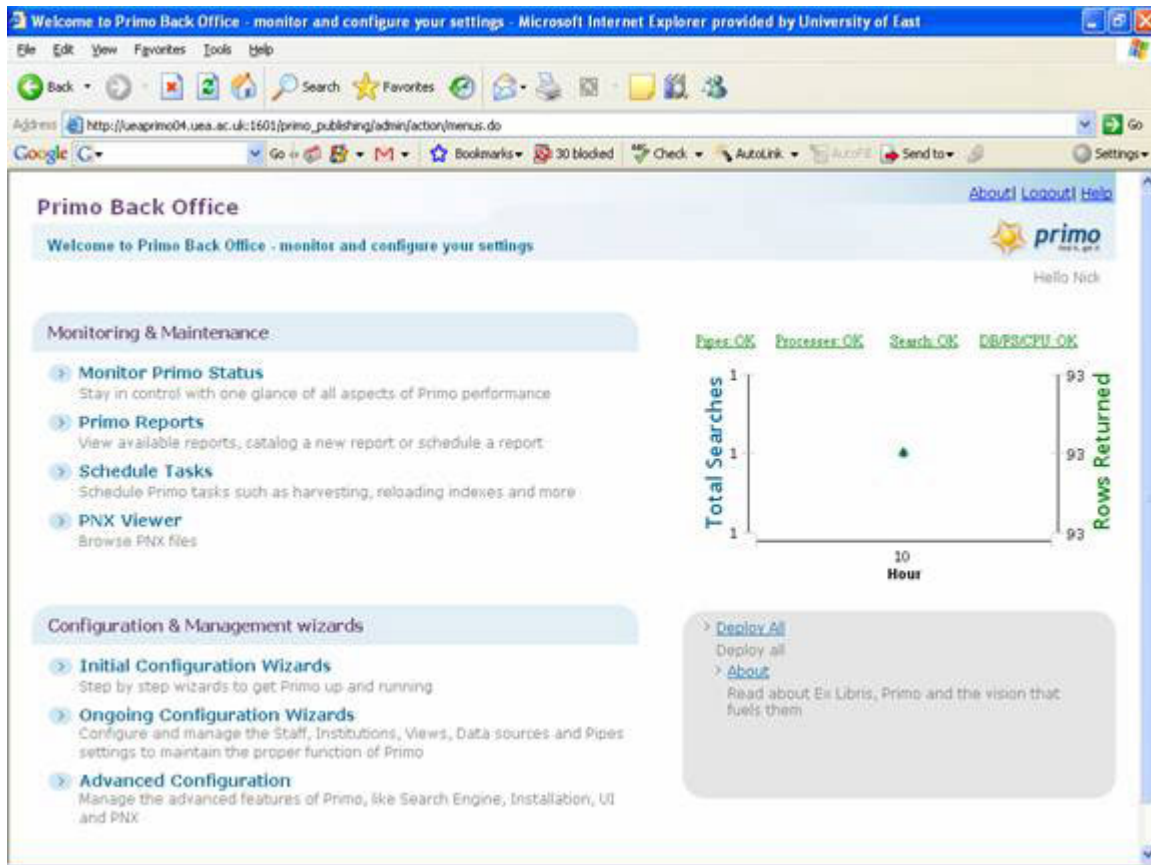 Welcome to Primo Back Office - monitor and configure your settings - Microsoft Internet Explorer provided by University of East
File Edit View Favorites Tools Help
Back Search Favorites
Address http://ueaprimo04.uea.ac.uk:1601/primo_publishing/admin/action/menus.do Go
Google G Go M Bookmarks 30 blocked Check AutoLink AutoFill Send to Settings
About| Logout| Help
Primo Back Office
Welcome to Primo Back Office - monitor and configure your settings
primo
Hello Nick
Monitoring & Maintenance
Monitor Primo Status
Stay in control with one glance of all aspects of Primo performance
Primo Reports
View available reports, catalog a new report or schedule a report
Schedule Tasks
Schedule Primo tasks such as harvesting, reloading indexes and more
PNX Viewer
Browse PNX files
Pipes: OK Processes: OK Search: OK DB/FS/CPU: OK
Total Searches
1
1
1
93
93
93
Rows Returned
10
Hour
Configuration & Management wizards
Initial Configuration Wizards
Step by step wizards to get Primo up and running
Ongoing Configuration Wizards
Configure and manage the Staff, Institutions, Views, Data sources and Pipes
settings to maintain the proper function of Primo
Advanced Configuration
Manage the advanced features of Primo, like Search Engine, Installation, UI
and PNX
> Deploy All
Deploy all
> About
Read about Ex Libris, Primo and the vision that
fuels them